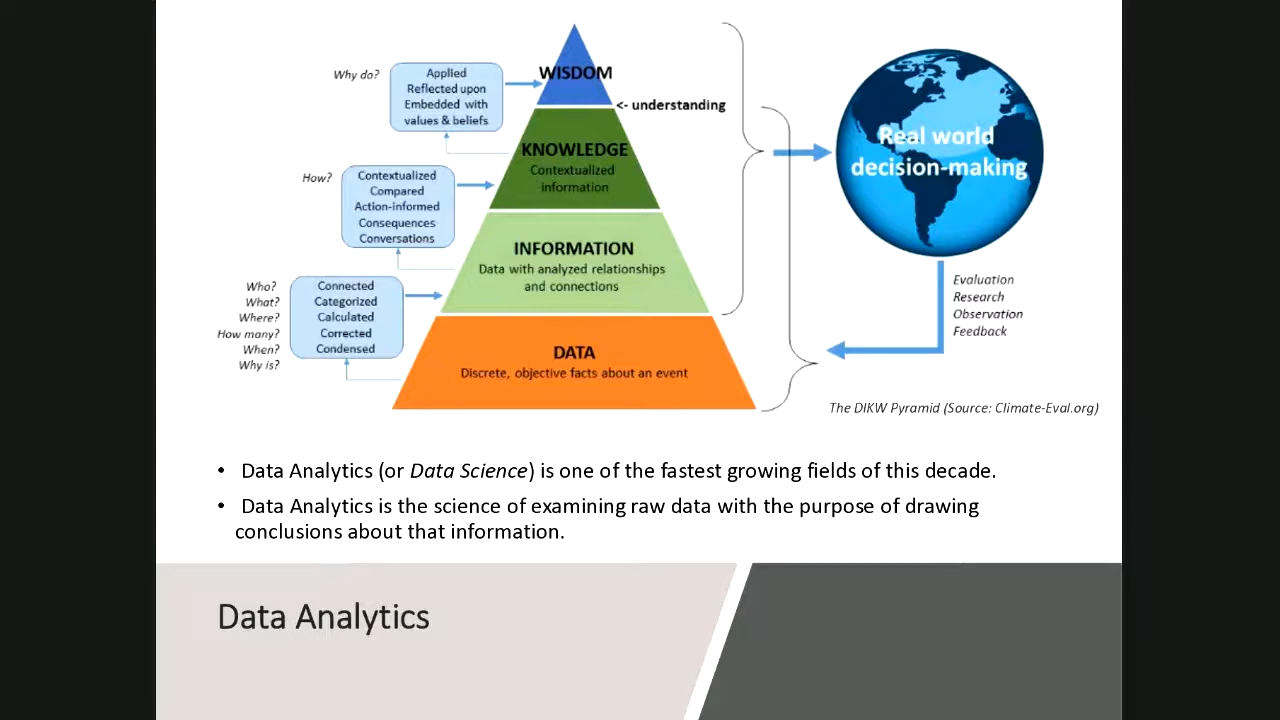 Why do?
Applied
Reflected upon
Embedded with
values & beliefs
WISDOM
<- understanding
How?
Contextualized
Compared
Action-informed
Consequences
Conversations
KNOWLEDGE
Contextualized
information
Who?
What?
Where?
How many?
When?
Why is?
Connected
Categorized
Calculated
Corrected
Condensed
INFORMATION
Data with analyzed relationships
and connections
DATA
Discrete, objective facts about an event
Real world
decision-making
Evaluation
Research
Observation
Feedback
The DIKW Pyramid (Source: Climate-Eval.org)
• Data Analytics (or Data Science) is one of the fastest growing fields of this decade.
• Data Analytics is the science of examining raw data with the purpose of drawing
conclusions about that information.
Data Analytics